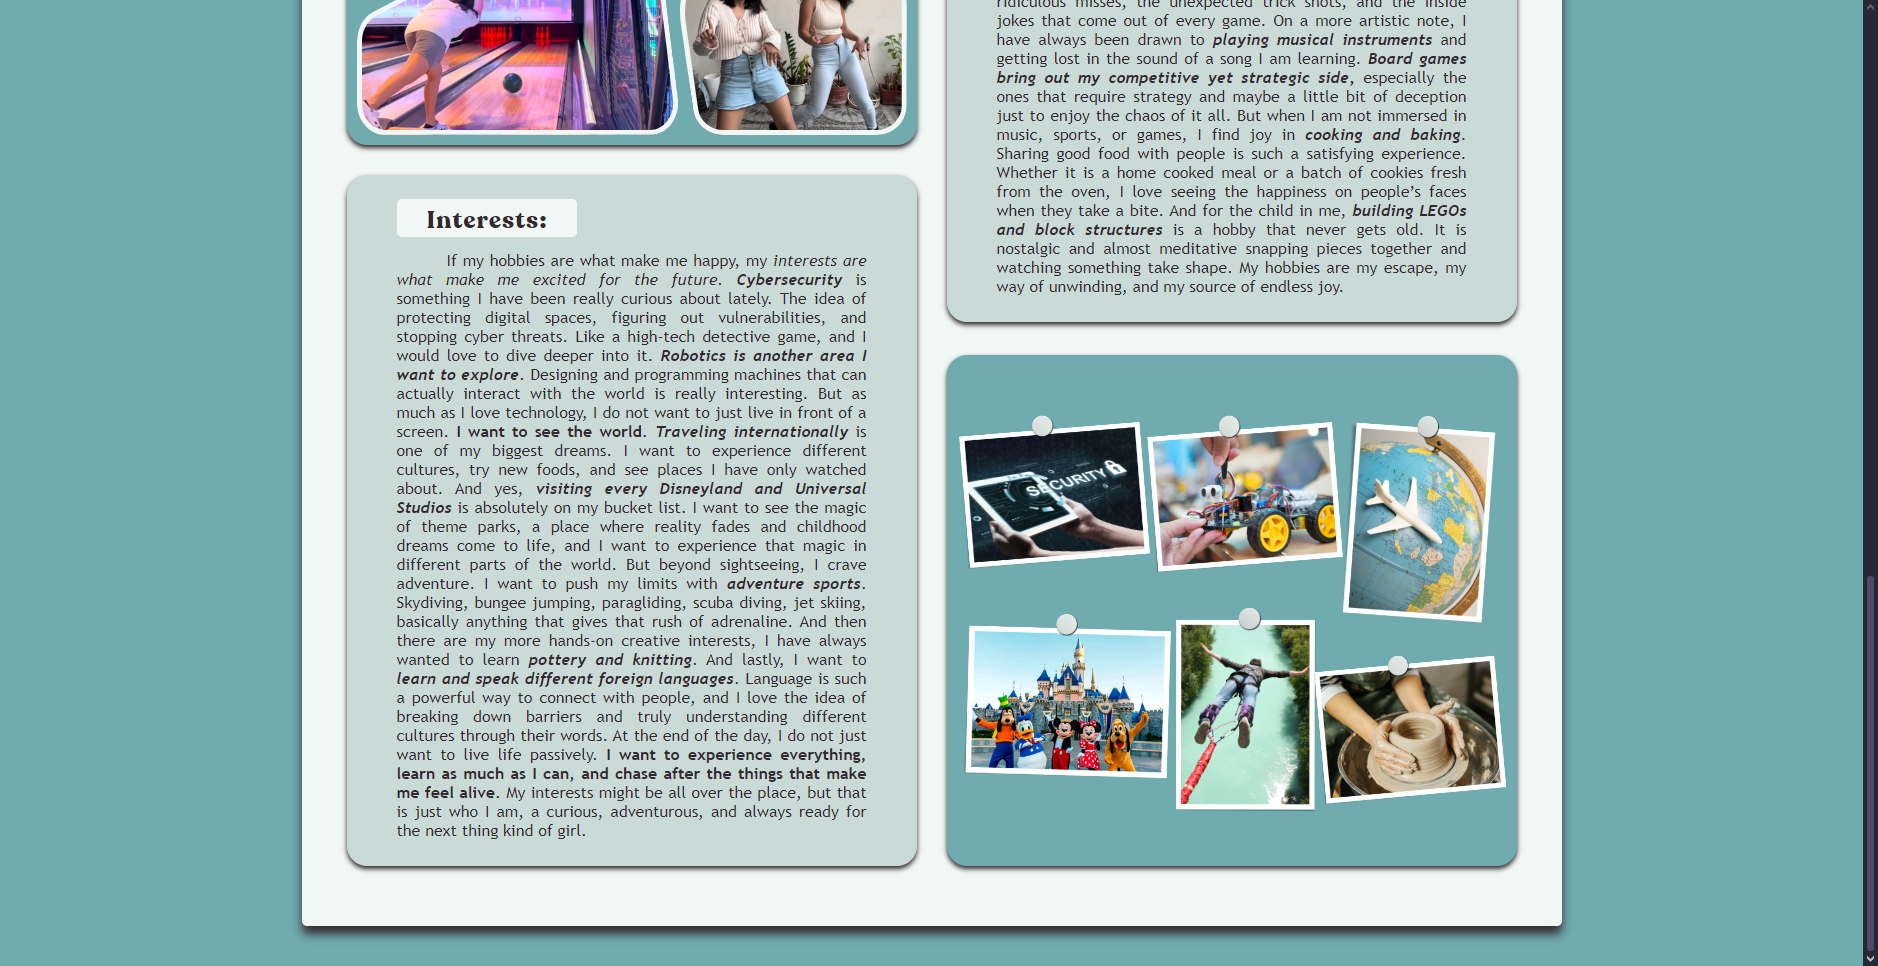 ridiculous misses, the unexpected trick shots, and the inside
jokes that come out of every game. On a more artistic note, I
have always been drawn to playing musical instruments and
getting lost in the sound of a song I am learning. Board games
bring out my competitive yet strategic side, especially the
ones that require strategy and maybe a little bit of deception
just to enjoy the chaos of it all. But when I am not immersed in
music, sports, or games, I find joy in cooking and baking.
Sharing good food with people is such a satisfying experience.
Whether it is a home cooked meal or a batch of cookies fresh
from the oven, I love seeing the happiness on people’s faces
when they take a bite. And for the child in me, building LEGOs
and block structures is a hobby that never gets old. It is
nostalgic and almost meditative snapping pieces together and
watching something take shape. My hobbies are my escape, my
way of unwinding, and my source of endless joy.
Interests:
If my hobbies are what make me happy, my interests are
what make me excited for the future. Cybersecurity is
something I have been really curious about lately. The idea of
protecting digital spaces, figuring out vulnerabilities, and
stopping cyber threats. Like a high-tech detective game, and I
would love to dive deeper into it. Robotics is another area I
want to explore. Designing and programming machines that can
actually interact with the world is really interesting. But as
much as I love technology, I do not want to just live in front of a
screen. I want to see the world. Traveling internationally is
one of my biggest dreams. I want to experience different
cultures, try new foods, and see places I have only watched
about. And yes, visiting every Disneyland and Universal
Studios is absolutely on my bucket list. I want to see the magic
of theme parks, a place where reality fades and childhood
dreams come to life, and I want to experience that magic in
different parts of the world. But beyond sightseeing, I crave
adventure. I want to push my limits with adventure sports.
Skydiving, bungee jumping, paragliding, scuba diving, jet skiing,
basically anything that gives that rush of adrenaline. And then
there are my more hands-on creative interests, I have always
wanted to learn pottery and knitting. And lastly, I want to
learn and speak different foreign languages. Language is such
a powerful way to connect with people, and I love the idea of
breaking down barriers and truly understanding different
cultures through their words. At the end of the day, I do not just
want to live life passively. I want to experience everything,
learn as much as I can, and chase after the things that make
me feel alive. My interests might be all over the place, but that
is just who I am, a curious, adventurous, and always ready for
the next thing kind of girl.
SECURITY